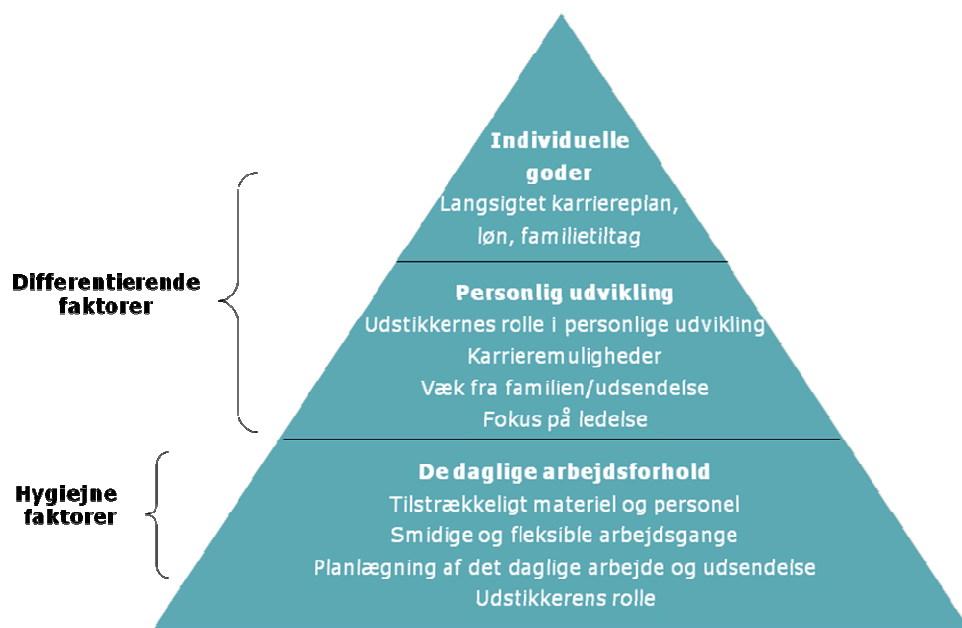 Individuelle
goder
Langsigtet karriereplan,
løn, familietiltag
Differentierende
faktorer
Personlig udvikling
Udstikkernes rolle i personlige udvikling
Karrieremuligheder
Væk fra familien/udsendelse
Fokus på ledelse
Hygiejne
faktorer
De daglige arbejdsforhold
Tilstrækkeligt materiel og personel
Smidige og fleksible arbejdsgange
Planlægning af det daglige arbejde og udsendelse
Udstikkerens rolle